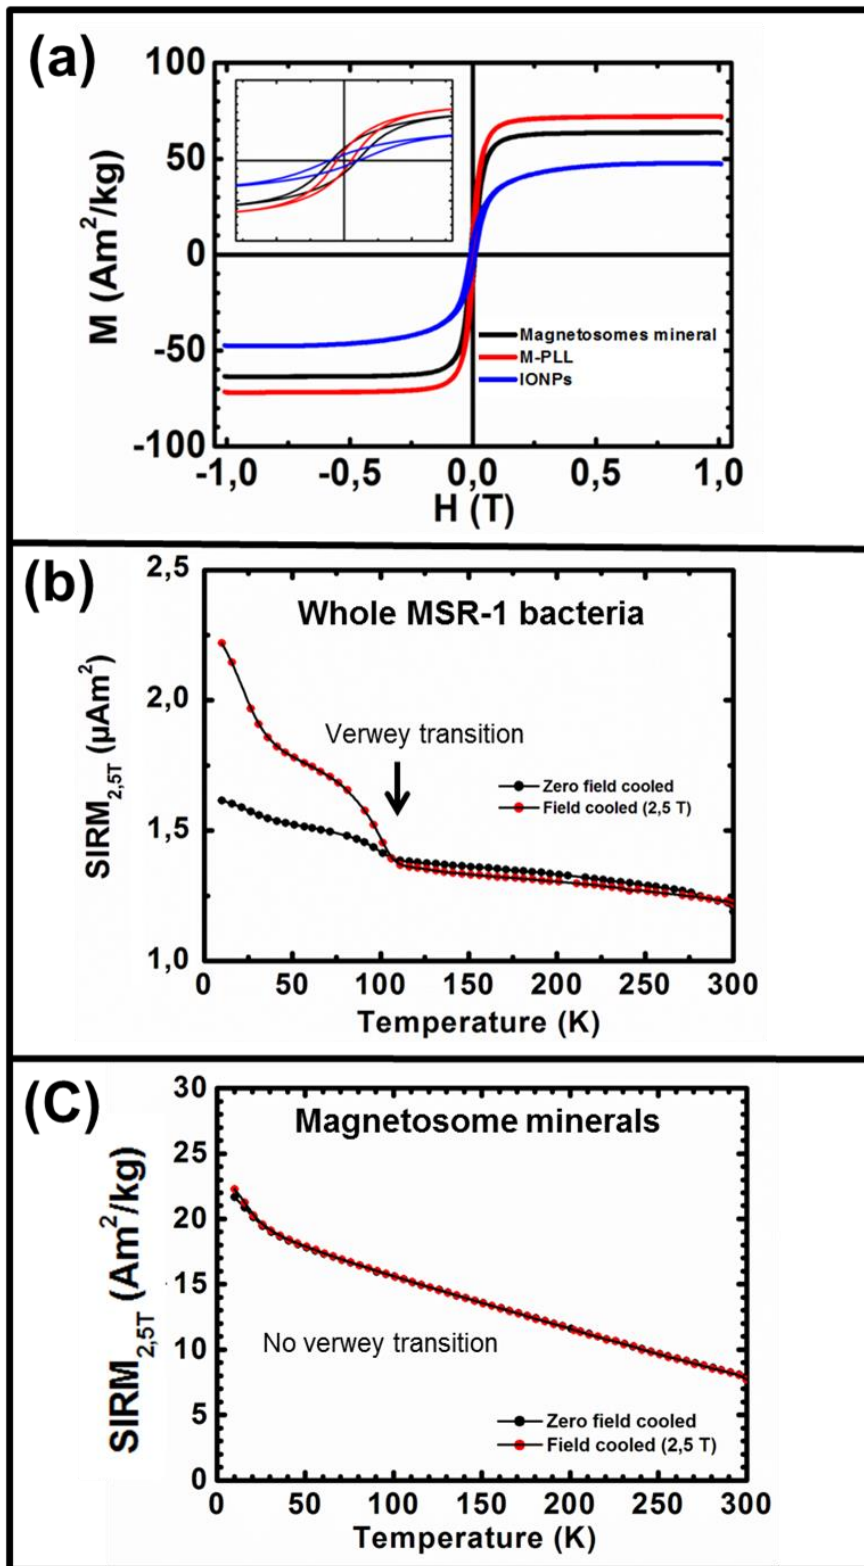 (a)
100
50
0
-50
-100
M (Am²/kg)
Magnetosomes mineral
M-PLL
IONPs
-1,0
-0,5
0,0
0,5
1,0
H (T)
(b)
2,5
2,0
1,5
1,0
SIRM2,5T (µAm²)
Whole MSR-1 bacteria
Verwey transition
Zero field cooled
Field cooled (2,5 T)
0
50
100
150
200
250
300
Temperature (K)
(C)
30
25
20
15
10
5
0
SIRM2,5T (Am²/kg)
Magnetosome minerals
No verwey transition
Zero field cooled
Field cooled (2,5 T)
0
50
100
150
200
250
300
Temperature (K)